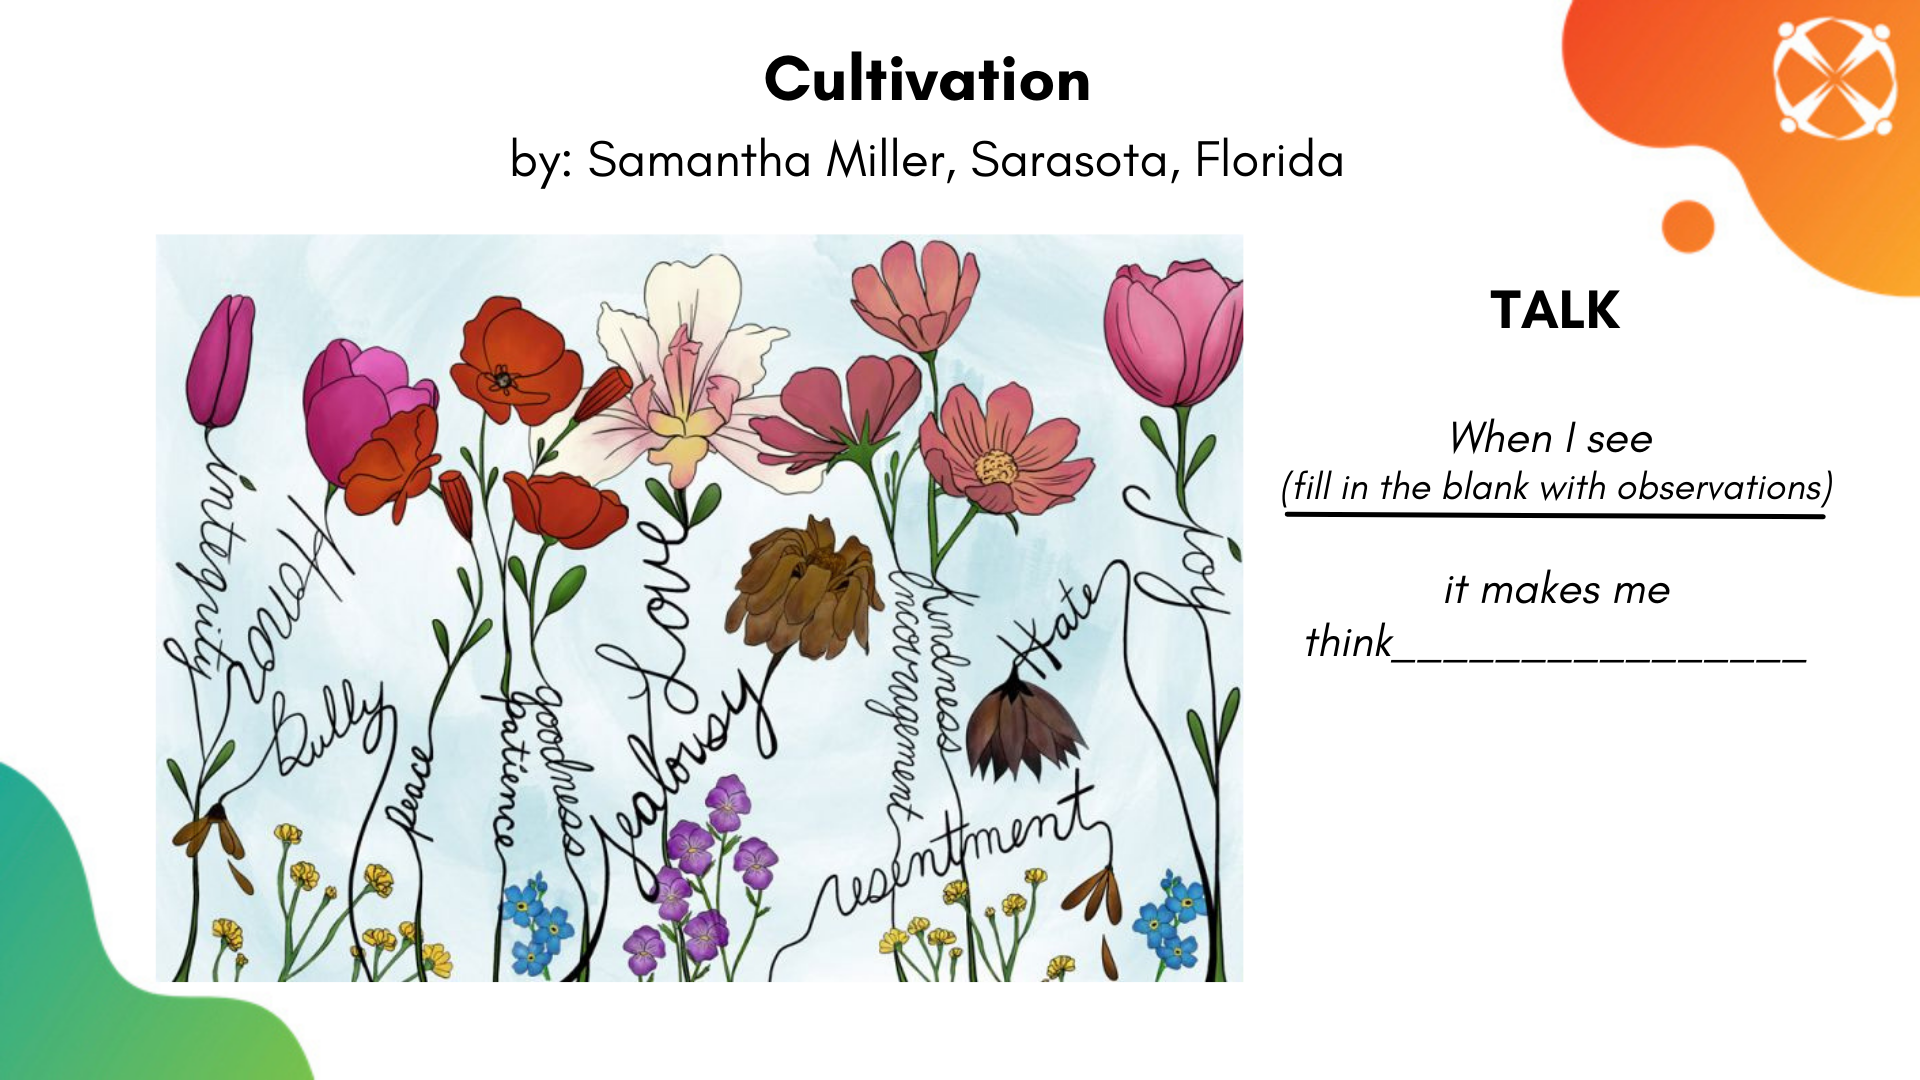 Cultivation
by: Samantha Miller, Sarasota, Florida
TALK
When I see
(fill in the blank with observations)
it makes me
think________________
integrity
Honor
Bully
peace
patience
goodness
Love
Jealousy
encouragement
kindness
Hate
resentment
Joy